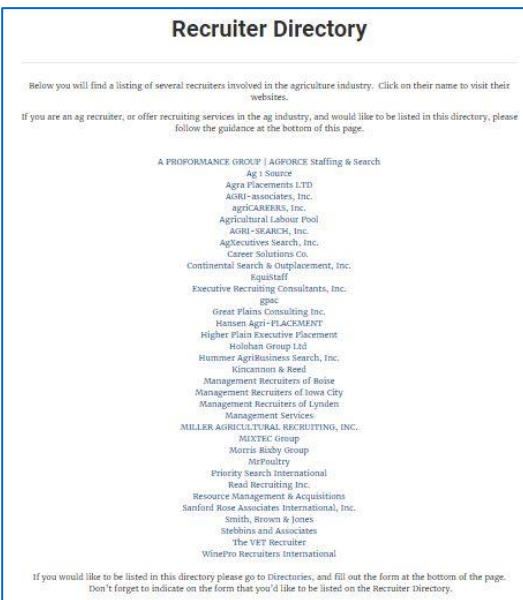 Recruiter Directory
Below you will find a listing of several recruiters involved in the agriculture industry. Click on their name to visit their
websites.
If you are an ag recruiter, or offer recruiting services in the ag industry, and would like to be listed in this directory, please
follow the guidance at the bottom of this page.
A PROFORMANCE GROUP | AGFORCE Staffing & Search
Ag 1 Source
Agra Placements LTD
AGRI-associates, Inc.
agriCAREERS, Inc.
Agricultural Labour Pool
AGRI-SEARCH, Inc.
AgXecutives Search, Inc.
Career Solutions Co.
Continental Search & Outplacement, Inc.
EquiStaff
Executive Recruiting Consultants, Inc.
gpac
Great Plains Consulting Inc.
Hansen Agri-PLACEMENT
Higher Plain Executive Placement
Holohan Group Ltd
Hummer AgriBusiness Search, Inc.
Kincannon & Reed
Management Recruiters of Boise
Management Recruiters of Iowa City
Management Recruiters of Lynden
Management Services
MILLER AGRICULTURAL RECRUITING, INC.
MIXTEC Group
Morris Bixby Group
MrPoultry
Priority Search International
Read Recruiting Inc.
Resource Management & Acquisitions
Sanford Rose Associates International, Inc.
Smith, Brown & Jones
Stebbins and Associates
The VET Recruiter
WinePro Recruiters International
If you would like to be listed in this directory please go to Directories, and fill out the form at the bottom of the page.
Don't forget to indicate on the form that you'd like to be listed on the Recruiter Directory.